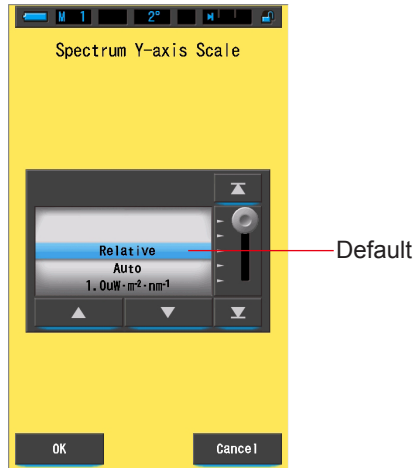 M 1 2°
Spectrum Y-axis Scale
Relative
Default
Auto
1.0uW·m-²·nm-¹
OK Cancel